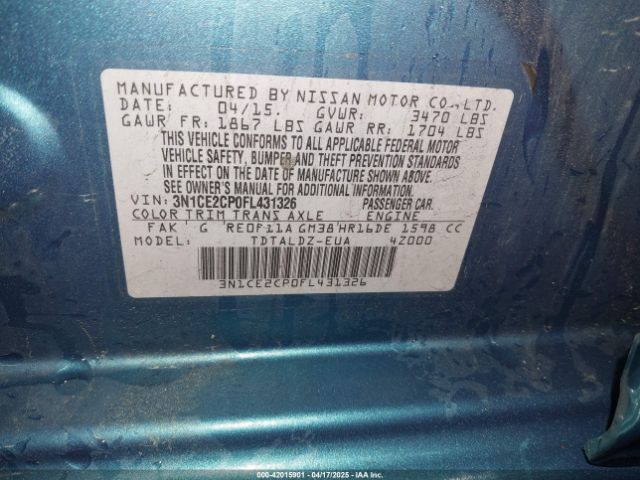 MANUFACTURED BY NISSAN MOTOR CO., LTD.
DATE: 04/15. GVWR: 3470 LBS
GAWR FR: 1867 LBS GAWR RR: 1704 LBS
THIS VEHICLE CONFORMS TO ALL APPLICABLE FEDERAL MOTOR
VEHICLE SAFETY, BUMPER AND THEFT PREVENTION STANDARDS
IN EFFECT ON THE DATE OF MANUFACTURE SHOWN ABOVE.
SEE OWNER'S MANUAL FOR ADDITIONAL INFORMATION.
VIN: 3N1CE2CP0FL431326 PASSENGER CAR.
COLOR TRIM TRANS AXLE ENGINE
FAK G RE0F11A GM38 HR16DE 1598 CC
MODEL: TDTALDZ-EUA 4Z000
3N1CE2CP0FL431326
000-42015901 - 04/17/2025 - IAAI.COM